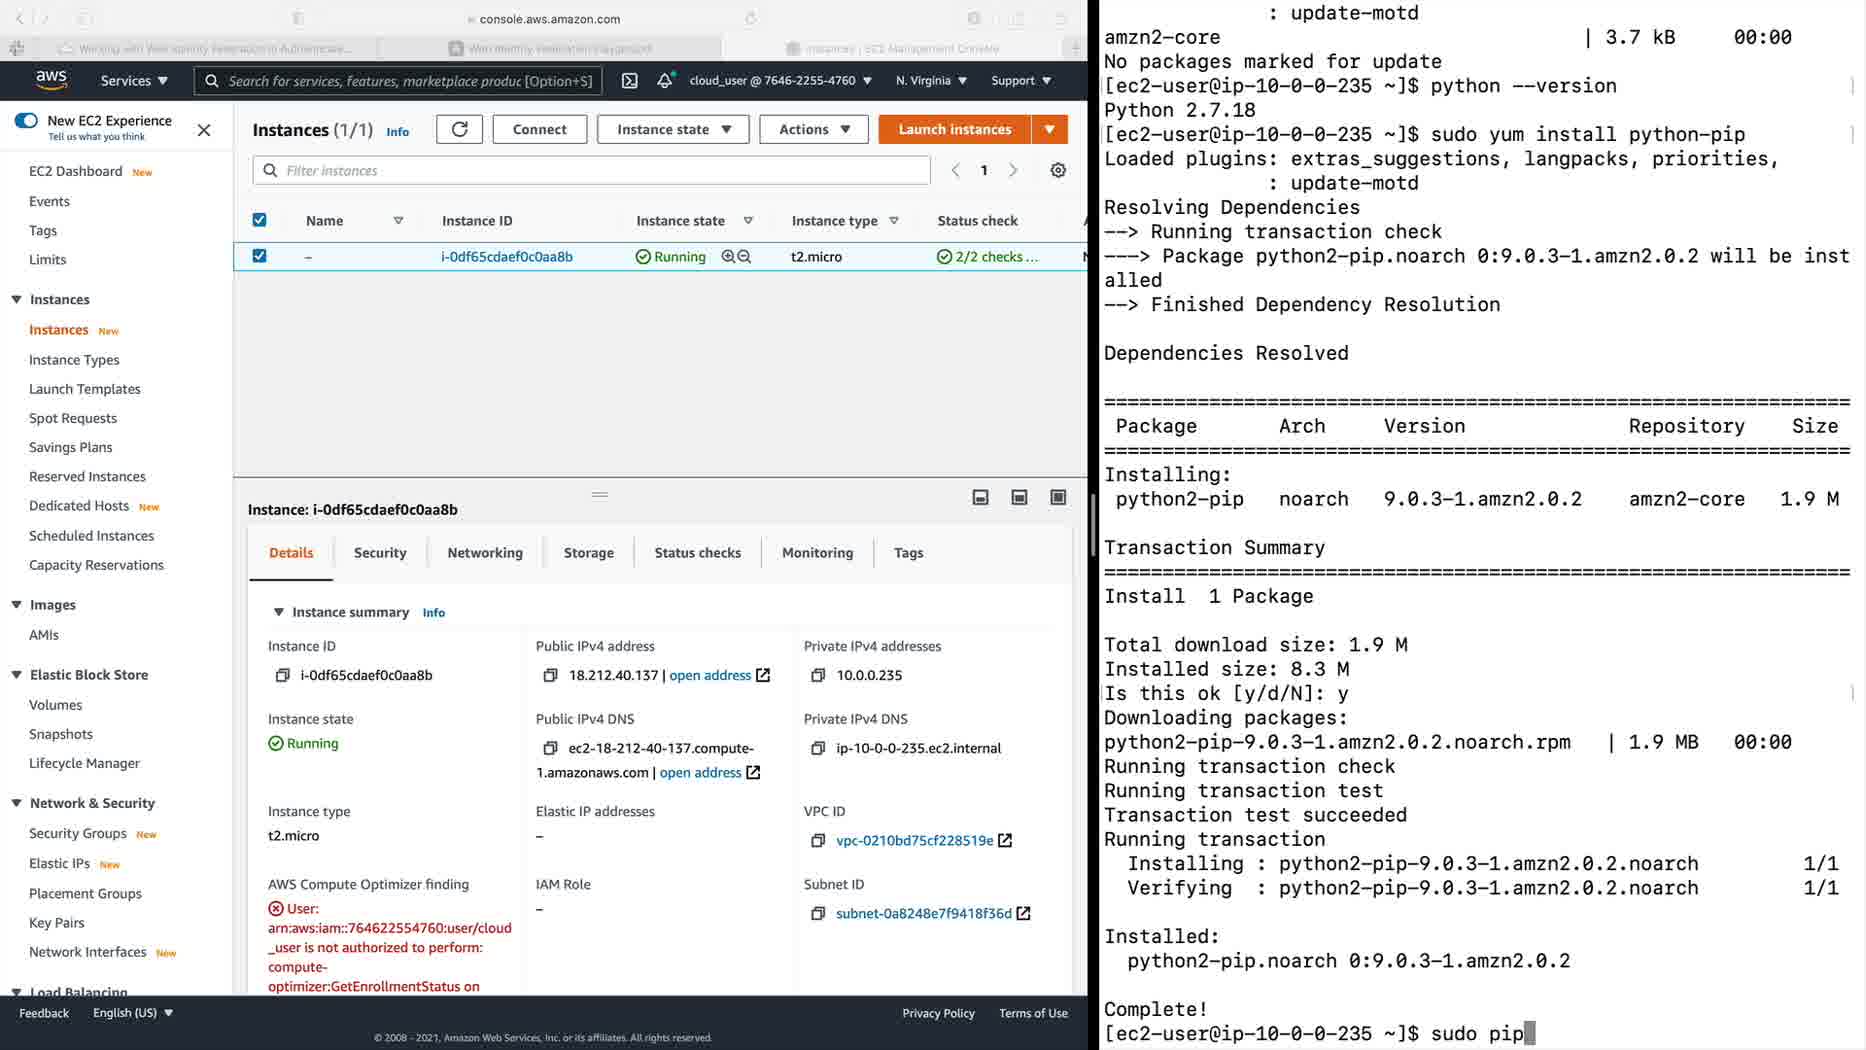 console.aws.amazon.com
Working with Web Identity Federation to Authenticate...
Web Identity Federation Playground
Instances | EC2 Management Console
aws
Services
Search for services, features, marketplace produc [Option+S]
cloud_user @ 7646-2255-4760
N. Virginia
Support
New EC2 Experience
Tell us what you think
EC2 Dashboard New
Events
Tags
Limits
Instances
Instances New
Instance Types
Launch Templates
Spot Requests
Savings Plans
Reserved Instances
Dedicated Hosts New
Scheduled Instances
Capacity Reservations
Images
AMIs
Elastic Block Store
Volumes
Snapshots
Lifecycle Manager
Network & Security
Security Groups New
Elastic IPs New
Placement Groups
Key Pairs
Network Interfaces New
Load Balancing
Instances (1/1) Info
Connect
Instance state
Actions
Launch instances
Filter instances
1
Name Instance ID Instance state Instance type Status check
– i-0df65cdaef0c0aa8b Running t2.micro 2/2 checks ...
Instance: i-0df65cdaef0c0aa8b
Details Security Networking Storage Status checks Monitoring Tags
Instance summary Info
Instance ID
i-0df65cdaef0c0aa8b
Public IPv4 address
18.212.40.137 | open address
Private IPv4 addresses
10.0.0.235
Instance state
Running
Public IPv4 DNS
ec2-18-212-40-137.compute-
1.amazonaws.com | open address
Private IPv4 DNS
ip-10-0-0-235.ec2.internal
Instance type
t2.micro
Elastic IP addresses
–
VPC ID
vpc-0210bd75cf228519e
AWS Compute Optimizer finding
User:
arn:aws:iam::764622554760:user/cloud
_user is not authorized to perform:
compute-
optimizer:GetEnrollmentStatus on
IAM Role
–
Subnet ID
subnet-0a8248e7f9418f36d
Feedback English (US)
Privacy Policy Terms of Use
© 2008 - 2021, Amazon Web Services, Inc. or its affiliates. All rights reserved.
: update-motd
amzn2-core | 3.7 kB 00:00
No packages marked for update
[ec2-user@ip-10-0-0-235 ~]$ python --version
Python 2.7.18
[ec2-user@ip-10-0-0-235 ~]$ sudo yum install python-pip
Loaded plugins: extras_suggestions, langpacks, priorities,
: update-motd
Resolving Dependencies
--> Running transaction check
---> Package python2-pip.noarch 0:9.0.3-1.amzn2.0.2 will be inst
alled
--> Finished Dependency Resolution
Dependencies Resolved
================================================================
Package Arch Version Repository Size
================================================================
Installing:
python2-pip noarch 9.0.3-1.amzn2.0.2 amzn2-core 1.9 M
Transaction Summary
================================================================
Install 1 Package
Total download size: 1.9 M
Installed size: 8.3 M
Is this ok [y/d/N]: y
Downloading packages:
python2-pip-9.0.3-1.amzn2.0.2.noarch.rpm | 1.9 MB 00:00
Running transaction check
Running transaction test
Transaction test succeeded
Running transaction
Installing : python2-pip-9.0.3-1.amzn2.0.2.noarch 1/1
Verifying : python2-pip-9.0.3-1.amzn2.0.2.noarch 1/1
Installed:
python2-pip.noarch 0:9.0.3-1.amzn2.0.2
Complete!
[ec2-user@ip-10-0-0-235 ~]$ sudo pip